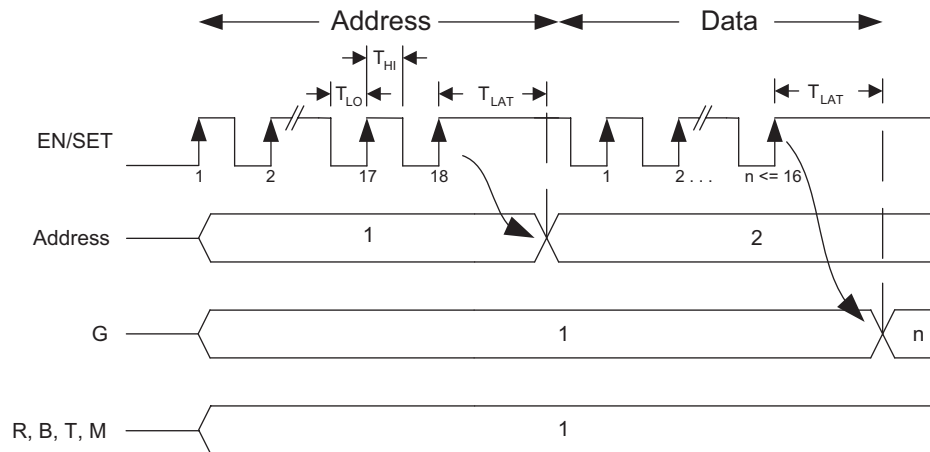 Address
Data
T_HI
T_LO
T_LAT
T_LAT
EN/SET
1
2
17
18
1
2 . . .
n <= 16
Address
1
2
G
1
n
R, B, T, M
1